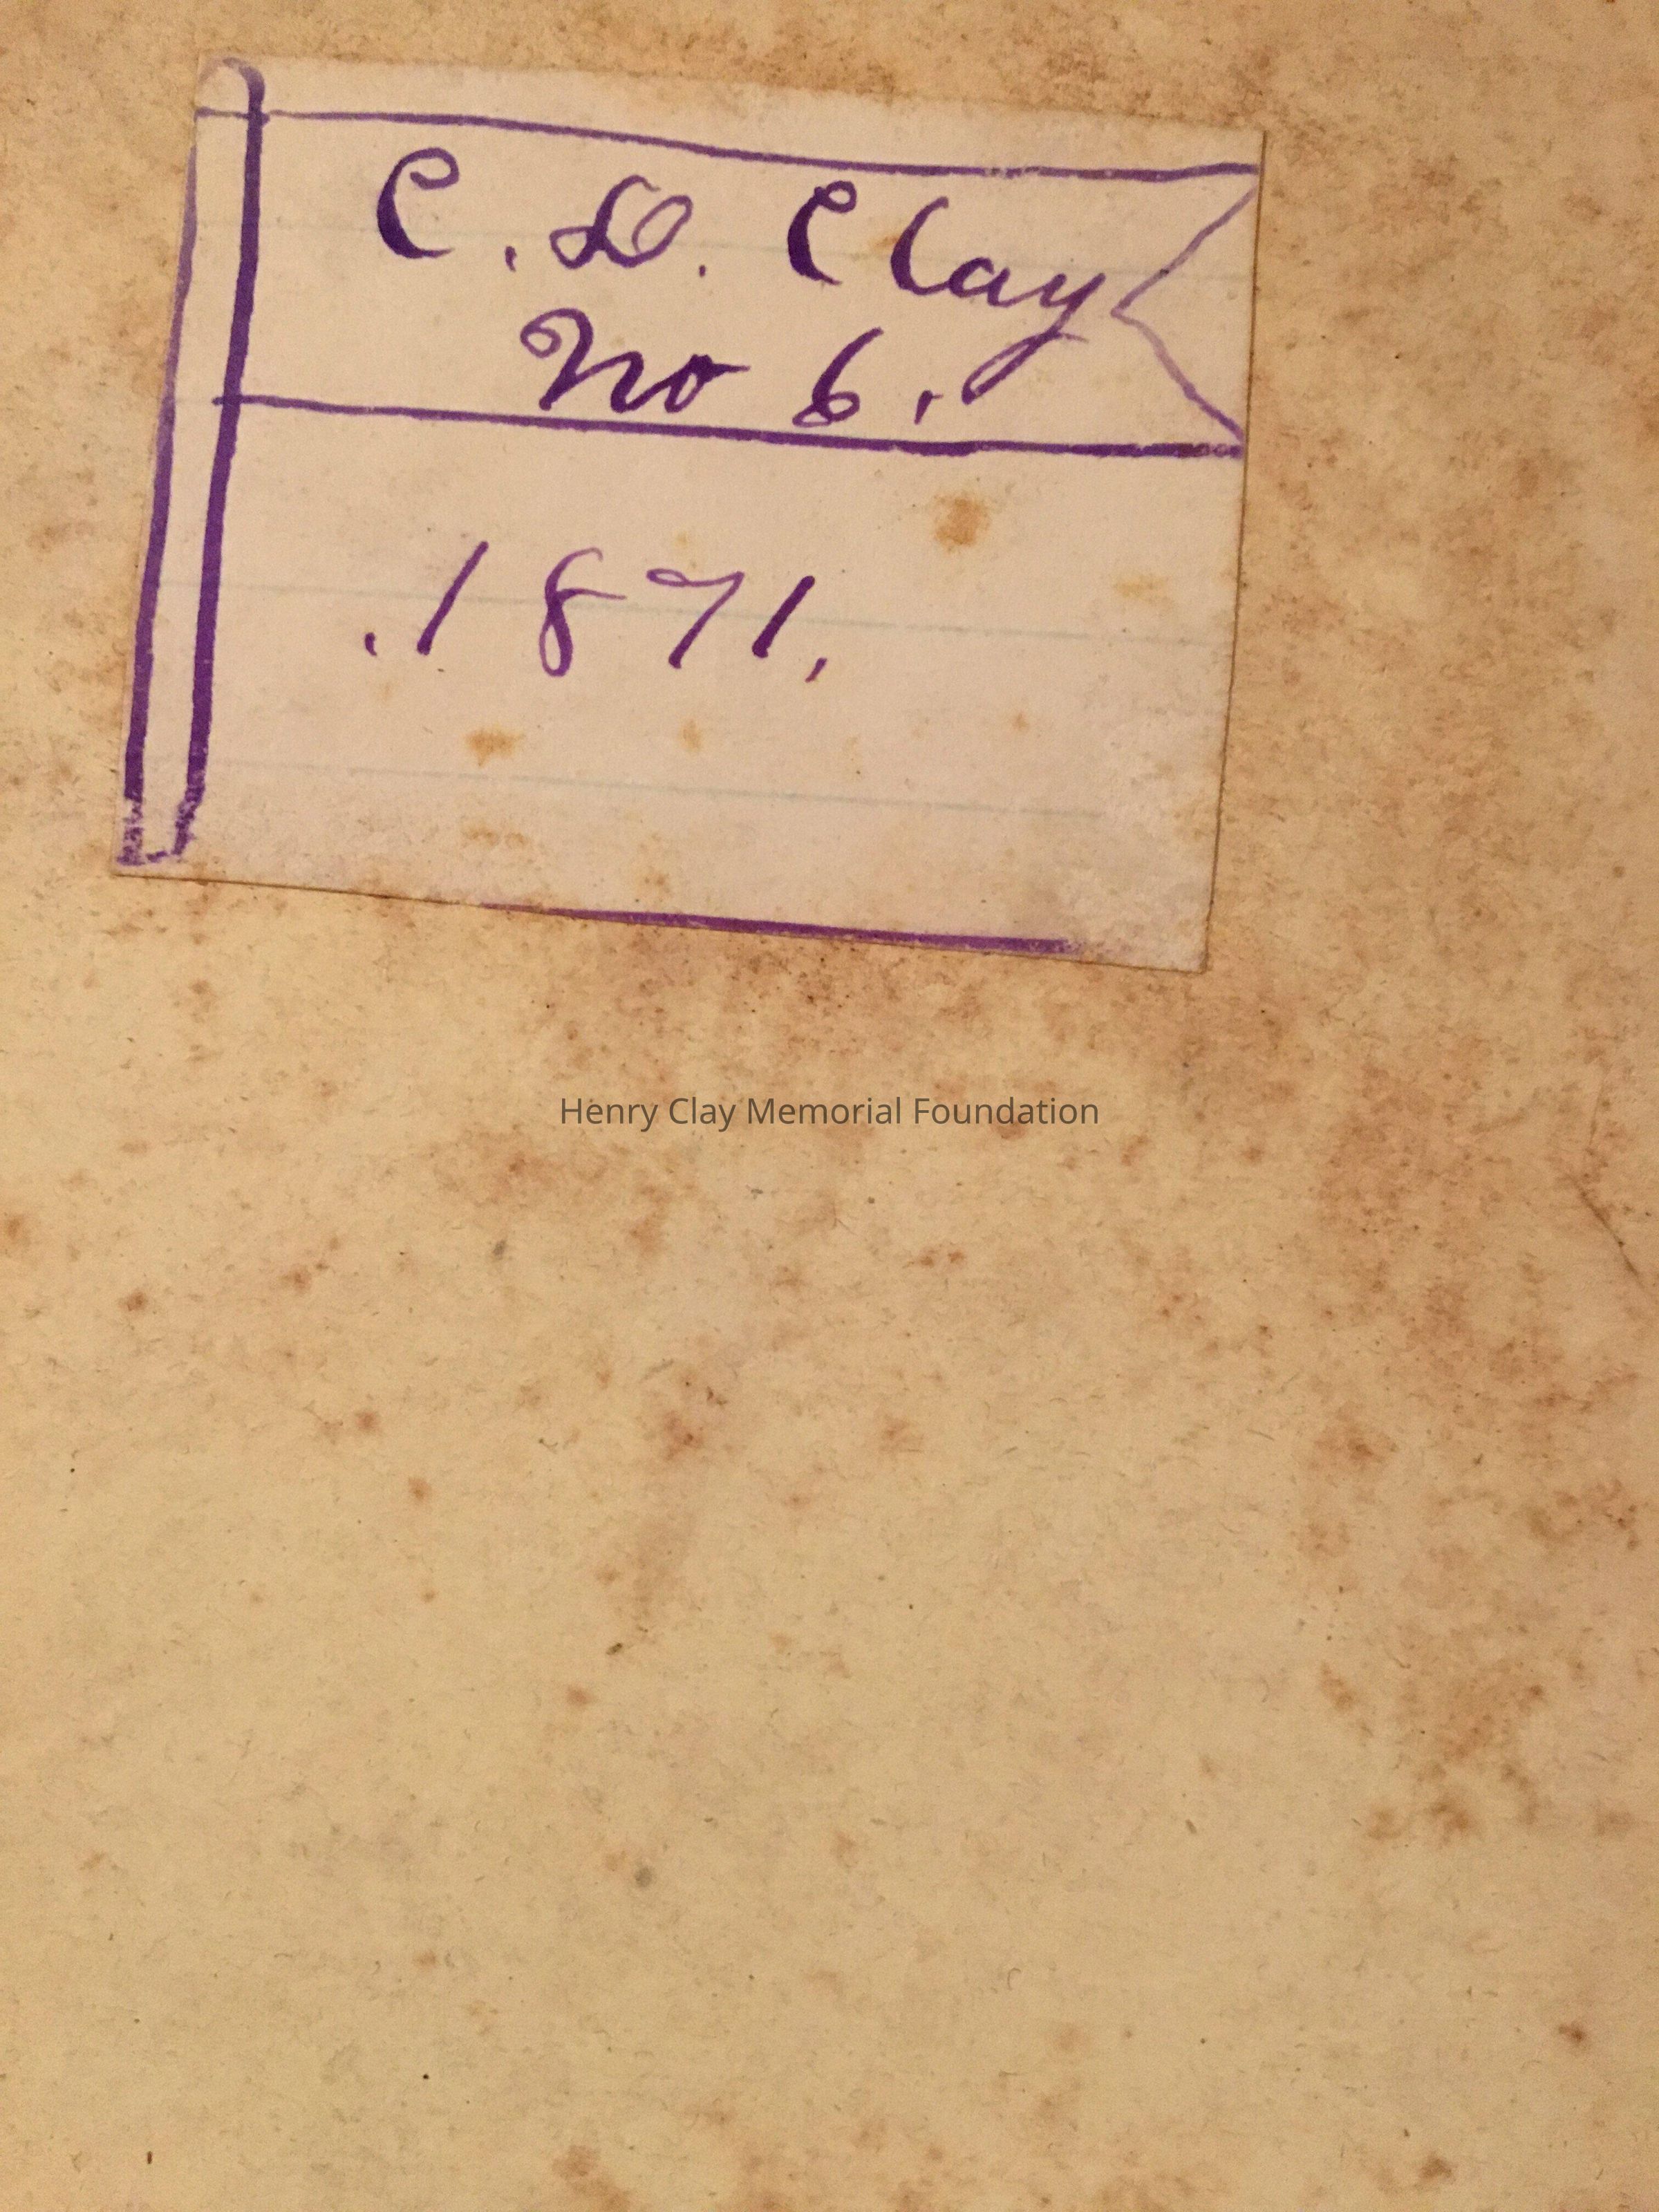 C. D. Clay
No 6.
.1871.
Henry Clay Memorial Foundation